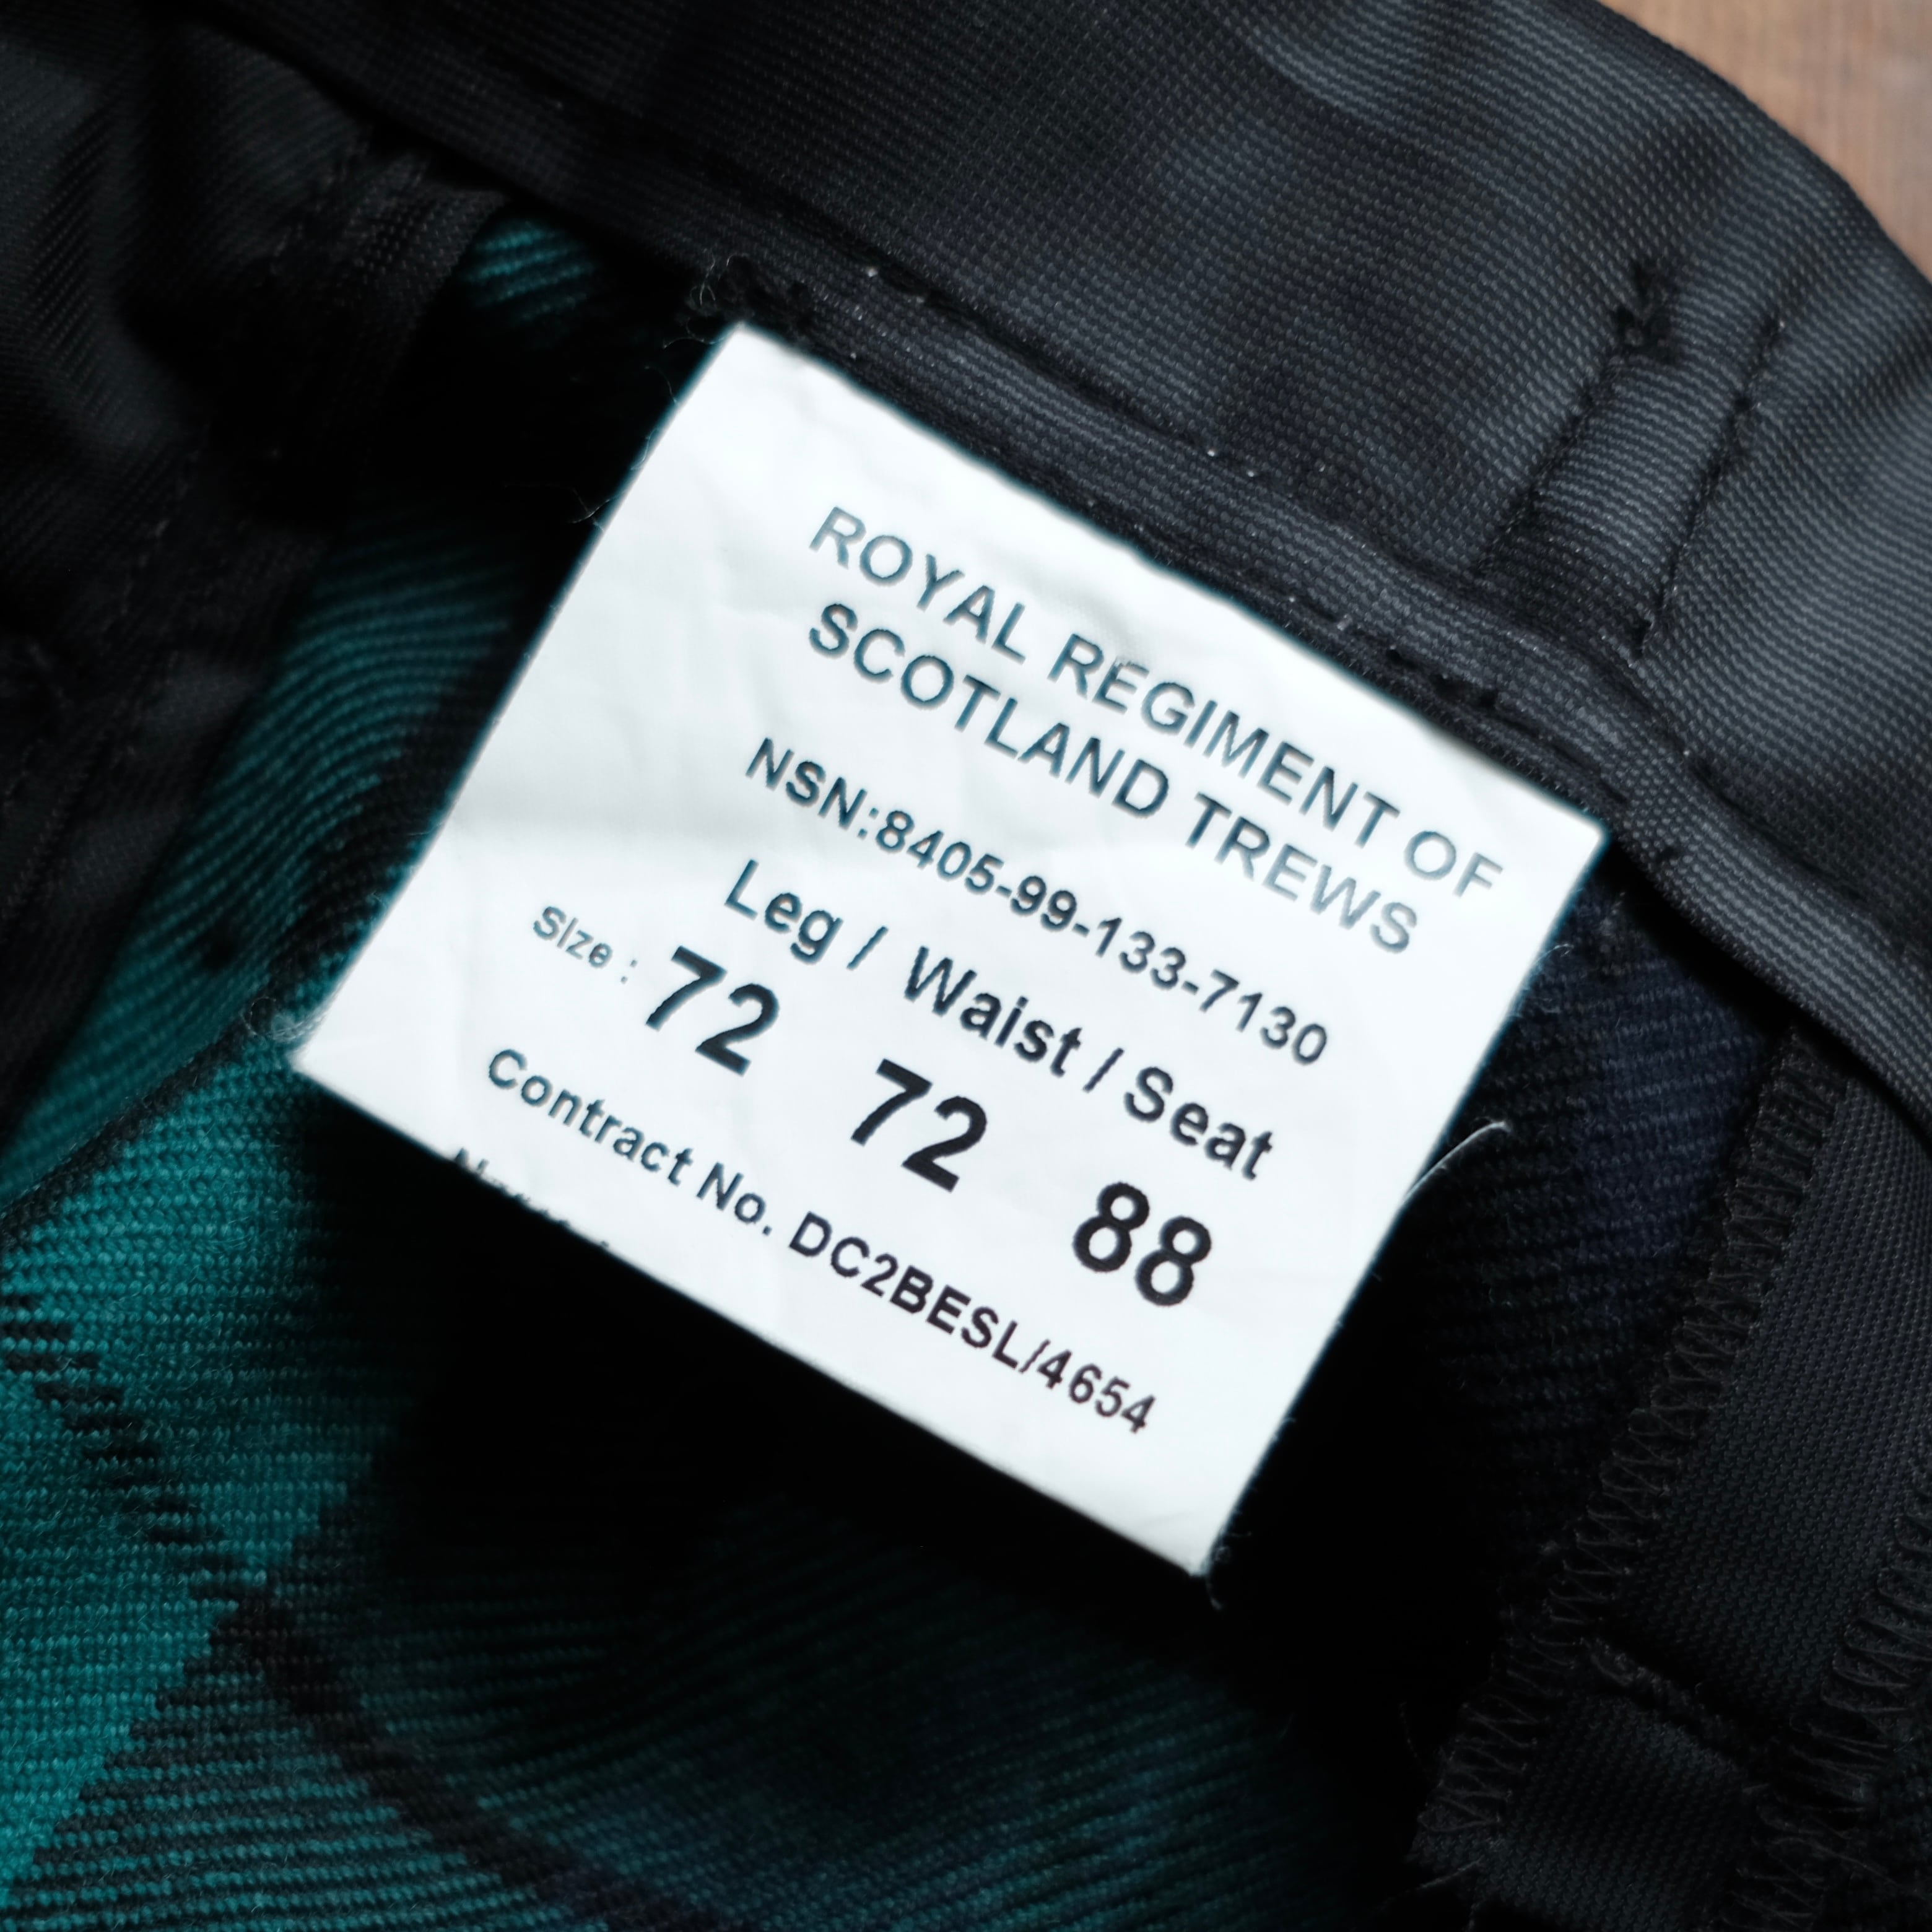 ROYAL REGIMENT OF
SCOTLAND TREWS
NSN:8405-99-133-7130
Leg / Waist / Seat
Size : 72 72 88
Contract No. DC2BESL/4654